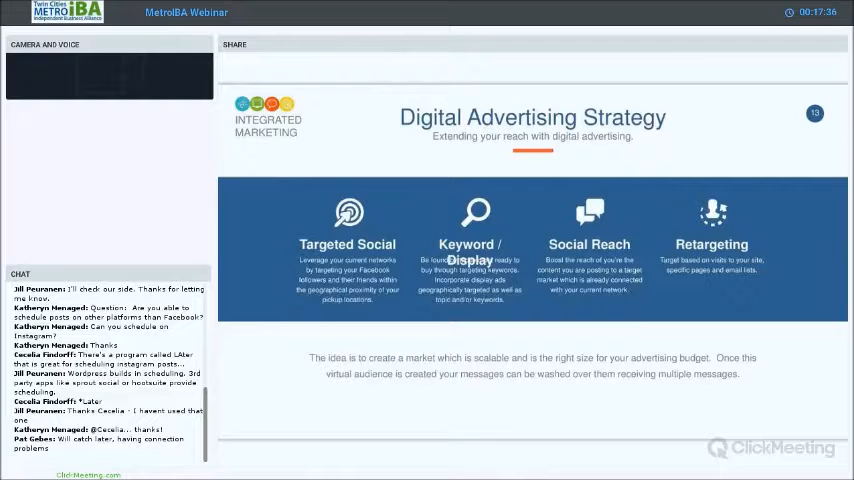 Twin Cities
METRO iBA
Independent Business Alliance
MetroIBA Webinar
00:17:36
CAMERA AND VOICE
CHAT
Jill Peuranen: I'll check our side. Thanks for letting
me know.
Katheryn Menaged: Question: Are you able to
schedule posts on other platforms than Facebook?
Katheryn Menaged: Can you schedule on
Instagram?
Katheryn Menaged: Thanks
Cecelia Findorff: There's a program called LAter
that is great for scheduling instagram posts...
Jill Peuranen: Wordpress builds in scheduling. 3rd
party apps like sprout social or hootsuite provide
scheduling.
Cecelia Findorff: *Later
Jill Peuranen: Thanks Cecelia - I havent used that
one
Katheryn Menaged: @Cecelia... thanks!
Pat Gebes: Will catch later, having connection
problems
ClickMeeting.com
SHARE
INTEGRATED
MARKETING
Digital Advertising Strategy
Extending your reach with digital advertising.
13
Targeted Social
Leverage your current networks
by targeting your Facebook
followers and their friends within
the geographical proximity of your
pickup locations.
Keyword /
Display
Be found ready to
buy through targeting keywords.
Incorporate display ads
geographically targeted as well as
topic and/or keywords.
Social Reach
Boost the reach of you're the
content you are posting to a target
market which is already connected
with your current network.
Retargeting
Target based on visits to your site,
specific pages and email lists.
The idea is to create a market which is scalable and is the right size for your advertising budget. Once this
virtual audience is created your messages can be washed over them receiving multiple messages.
ClickMeeting